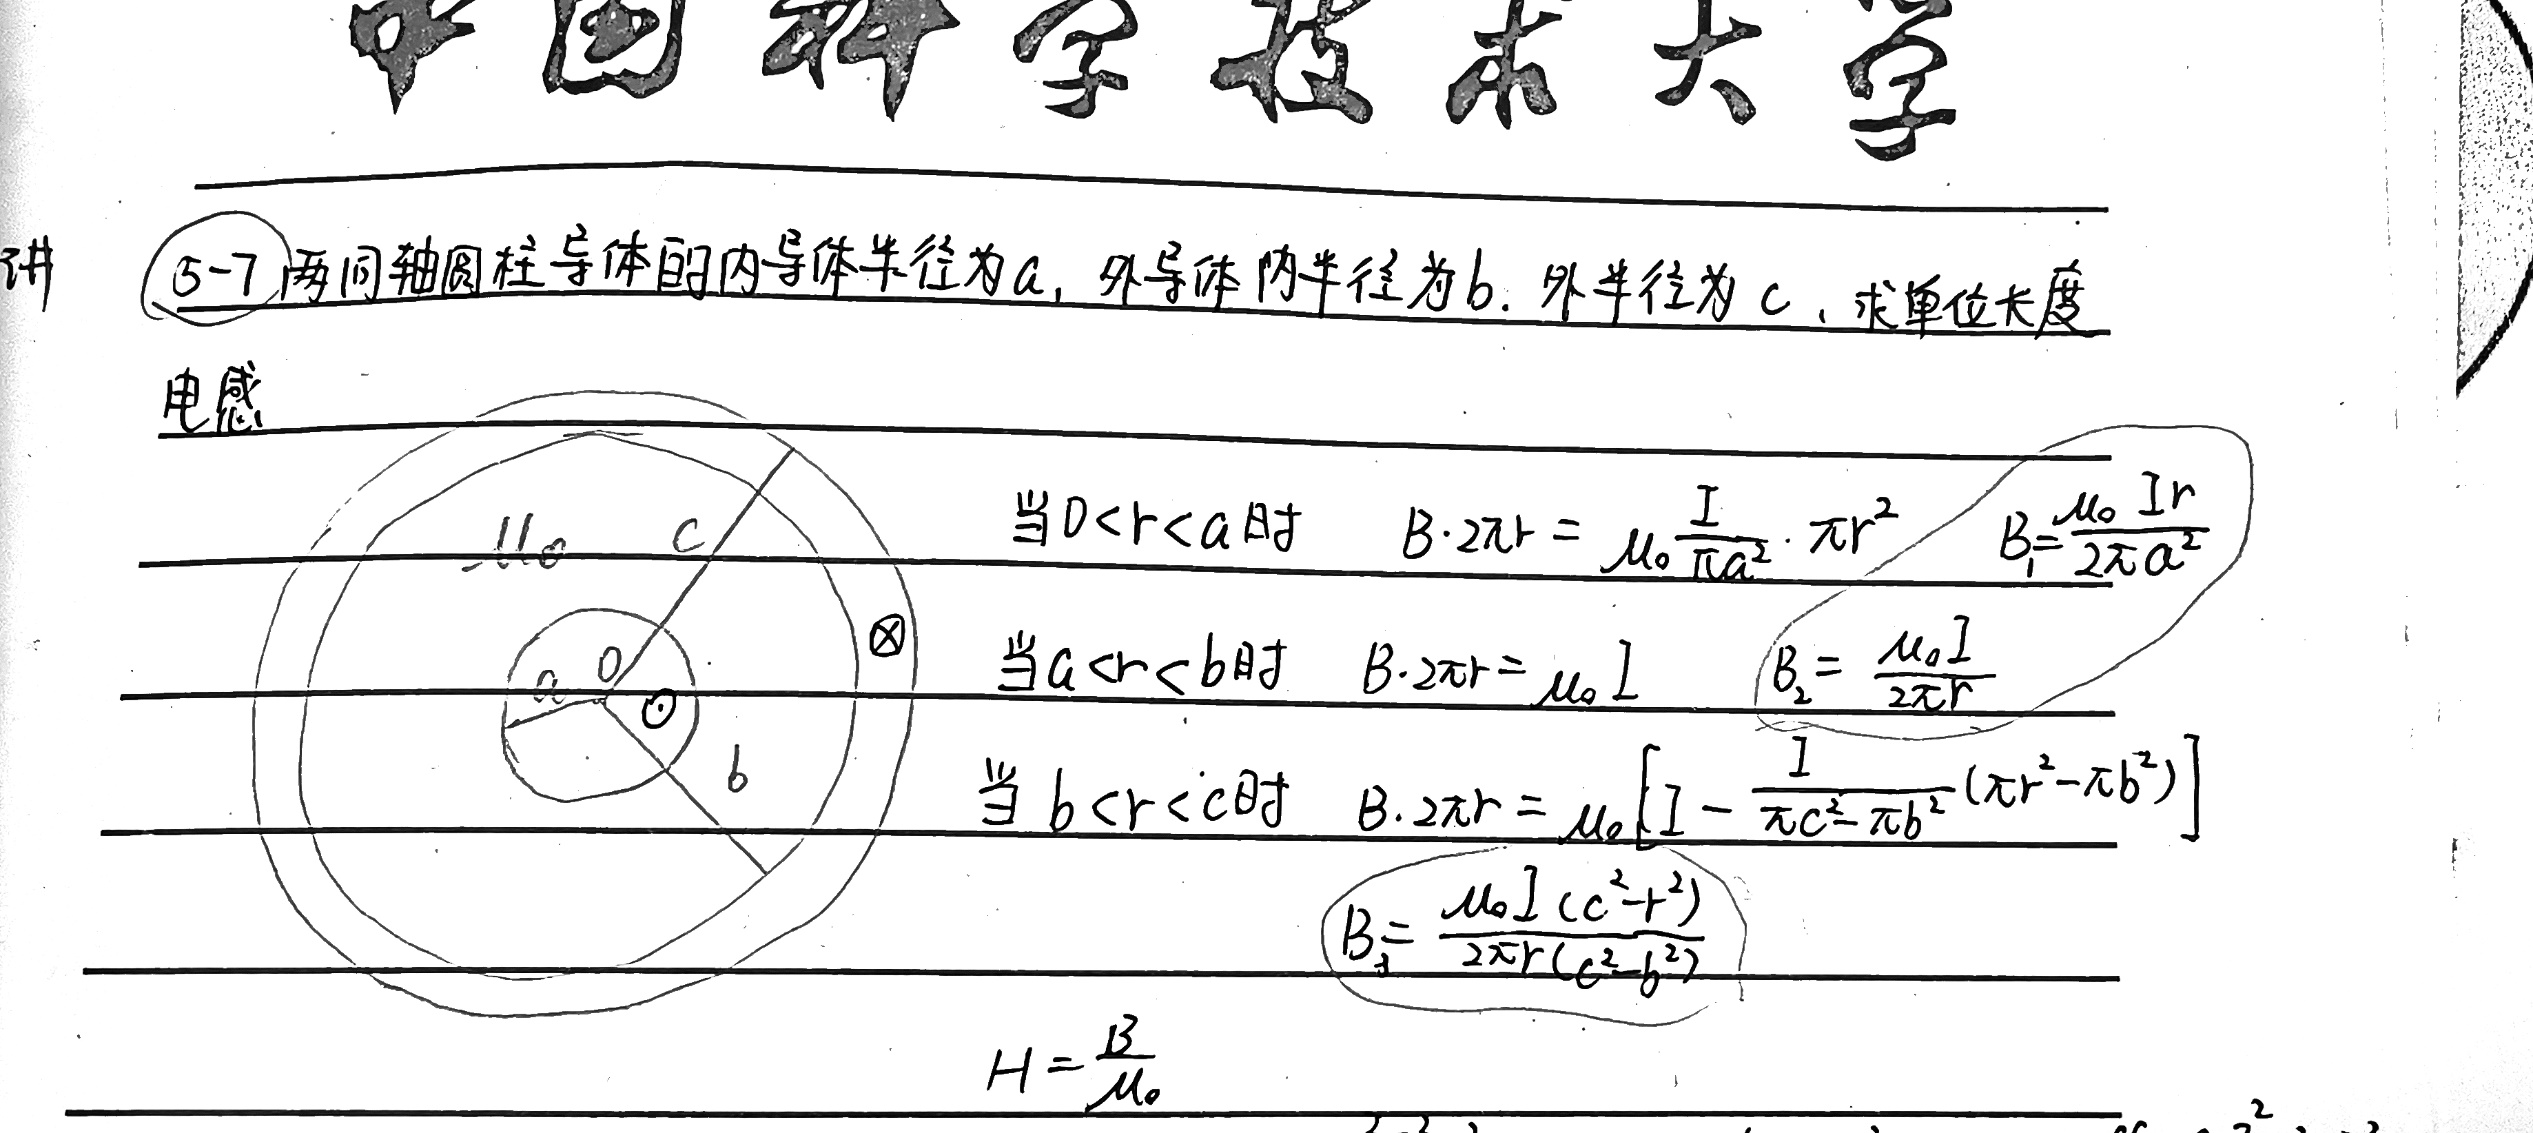 中国科学技术大学
讲 5-7 两同轴圆柱导体的内导体半径为a, 外导体内半径为b. 外半径为c, 求单位长度
电感
μ₀ c a O b ⊙ ⊗
当0<r<a时 B·2πr = μ₀ I/(πa²) · πr² B₁ = μ₀Ir/(2πa²)
当a<r<b时 B·2πr = μ₀I B₂ = μ₀I/(2πr)
当b<r<c时 B·2πr = μ₀[I - I/(πc²-πb²) (πr²-πb²)]
B₃ = μ₀I(c²-r²)/(2πr(c²-b²))
H = B/μ₀